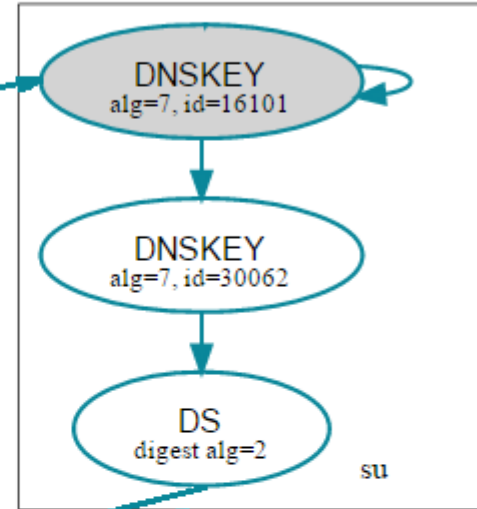 DNSKEY
alg=7, id=16101
DNSKEY
alg=7, id=30062
DS
digest alg=2
su